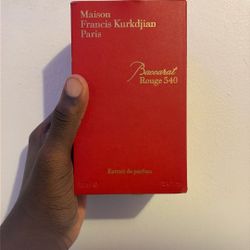 Maison
Francis Kurkdjian
Paris
Baccarat
Rouge 540
Extrait de parfum